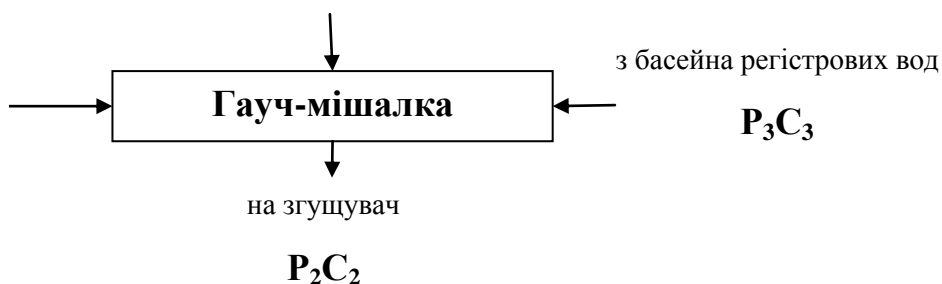 з басейна регістрових вод
Гауч-мішалка
P₃C₃
на згущувач
P₂C₂